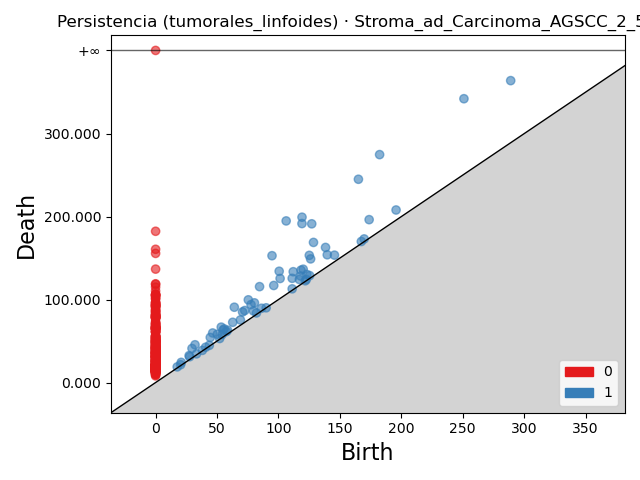 Persistencia (tumorales_linfoides) · Stroma_ad_Carcinoma_AGSCC_2_5
+∞
300.000
200.000
100.000
0.000
Death
0
1
0 50 100 150 200 250 300 350
Birth